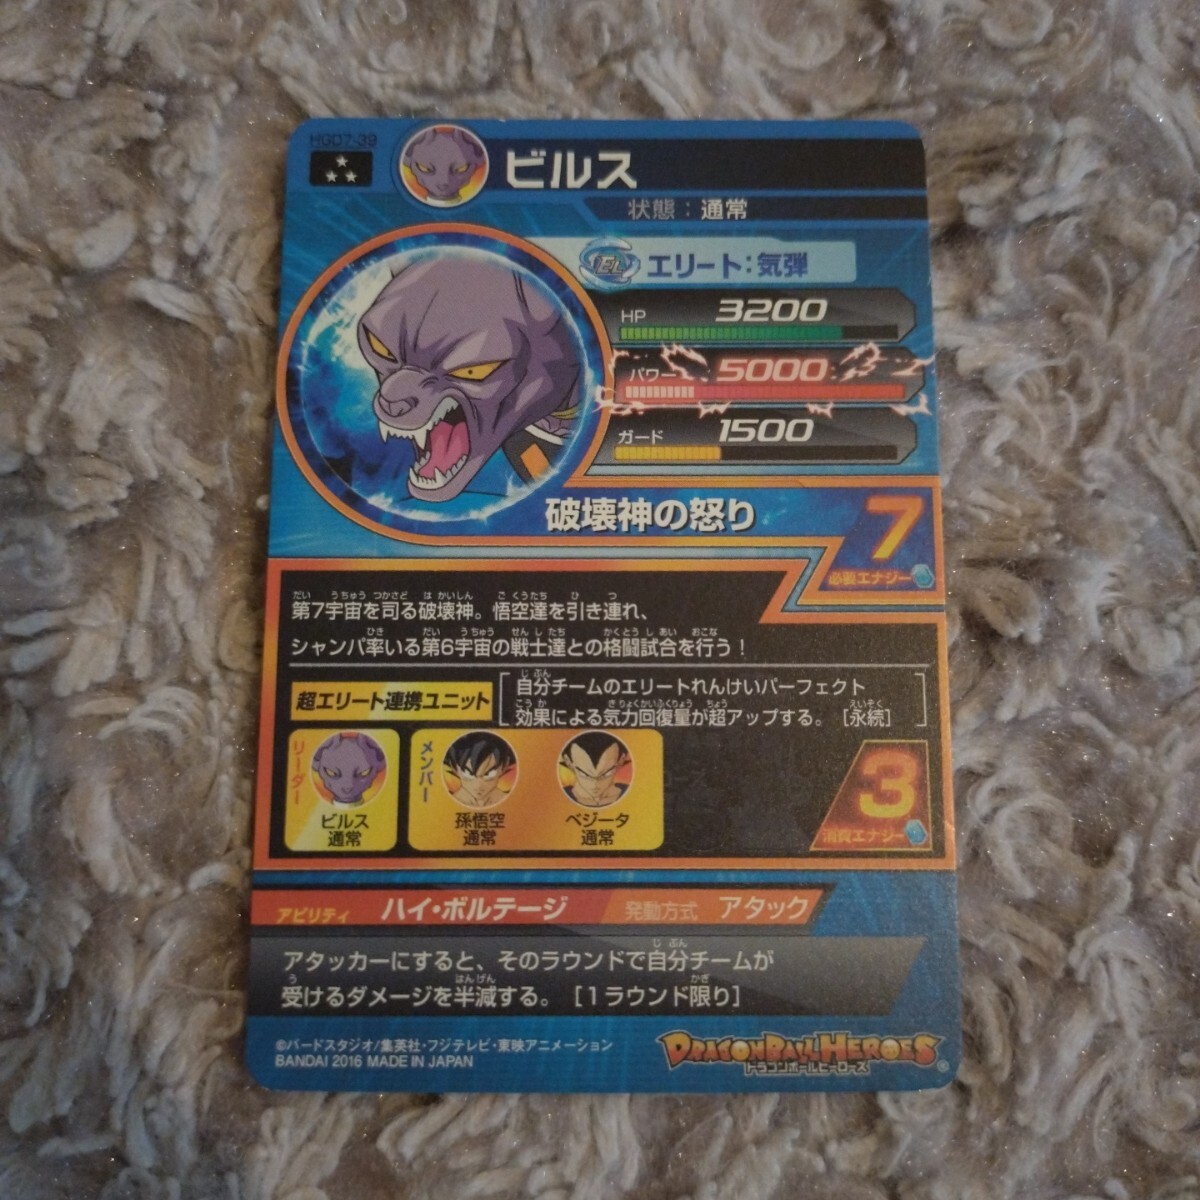 HGD7-39
ビルス
状態：通常
エリート：気弾
HP 3200
パワー 5000
ガード 1500
破壊神の怒り
7
必要エナジー
第7宇宙を司る破壊神。悟空達を引き連れ、
シャンパ率いる第6宇宙の戦士達との格闘試合を行う！
超エリート連携ユニット
自分チームのエリートれんけいパーフェクト
効果による気力回復量が超アップする。［永続］
リーダー
ビルス
通常
メンバー
孫悟空
通常
ベジータ
通常
3
消費エナジー
アビリティ ハイ・ボルテージ 発動方式 アタック
アタッカーにすると、そのラウンドで自分チームが
受けるダメージを半減する。［1ラウンド限り］
©バードスタジオ/集英社・フジテレビ・東映アニメーション
BANDAI 2016 MADE IN JAPAN
DRAGONBALL HEROES
ドラゴンボールヒーローズ